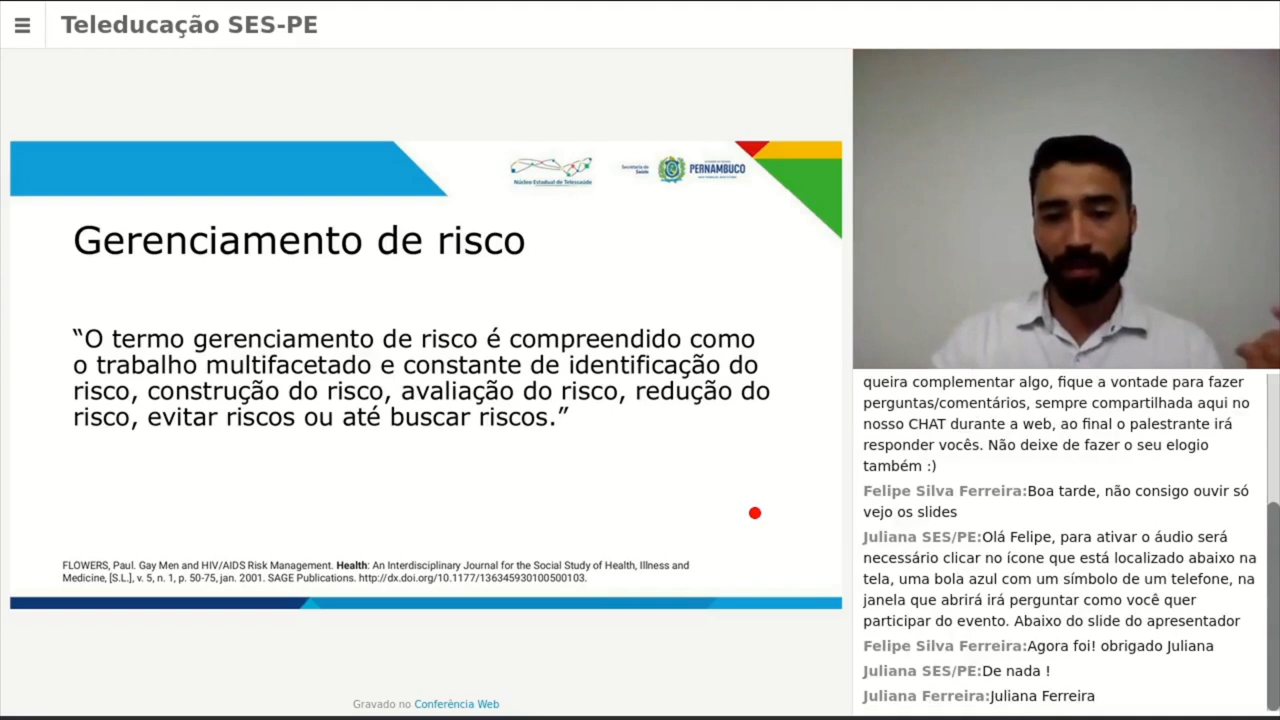 Teleducação SES-PE
Núcleo Estadual de Telessaúde
Secretaria de
Saúde
PERNAMBUCO
Gerenciamento de risco
“O termo gerenciamento de risco é compreendido como
o trabalho multifacetado e constante de identificação do
risco, construção do risco, avaliação do risco, redução do
risco, evitar riscos ou até buscar riscos.”
FLOWERS, Paul. Gay Men and HIV/AIDS Risk Management. Health: An Interdisciplinary Journal for the Social Study of Health, Illness and
Medicine, [S.L.], v. 5, n. 1, p. 50-75, jan. 2001. SAGE Publications. http://dx.doi.org/10.1177/136345930100500103.
Gravado no Conferência Web
queira complementar algo, fique a vontade para fazer
perguntas/comentários, sempre compartilhada aqui no
nosso CHAT durante a web, ao final o palestrante irá
responder vocês. Não deixe de fazer o seu elogio
também :)
Felipe Silva Ferreira:Boa tarde, não consigo ouvir só
vejo os slides
Juliana SES/PE:Olá Felipe, para ativar o áudio será
necessário clicar no ícone que está localizado abaixo na
tela, uma bola azul com um símbolo de um telefone, na
janela que abrirá irá perguntar como você quer
participar do evento. Abaixo do slide do apresentador
Felipe Silva Ferreira:Agora foi! obrigado Juliana
Juliana SES/PE:De nada !
Juliana Ferreira:Juliana Ferreira